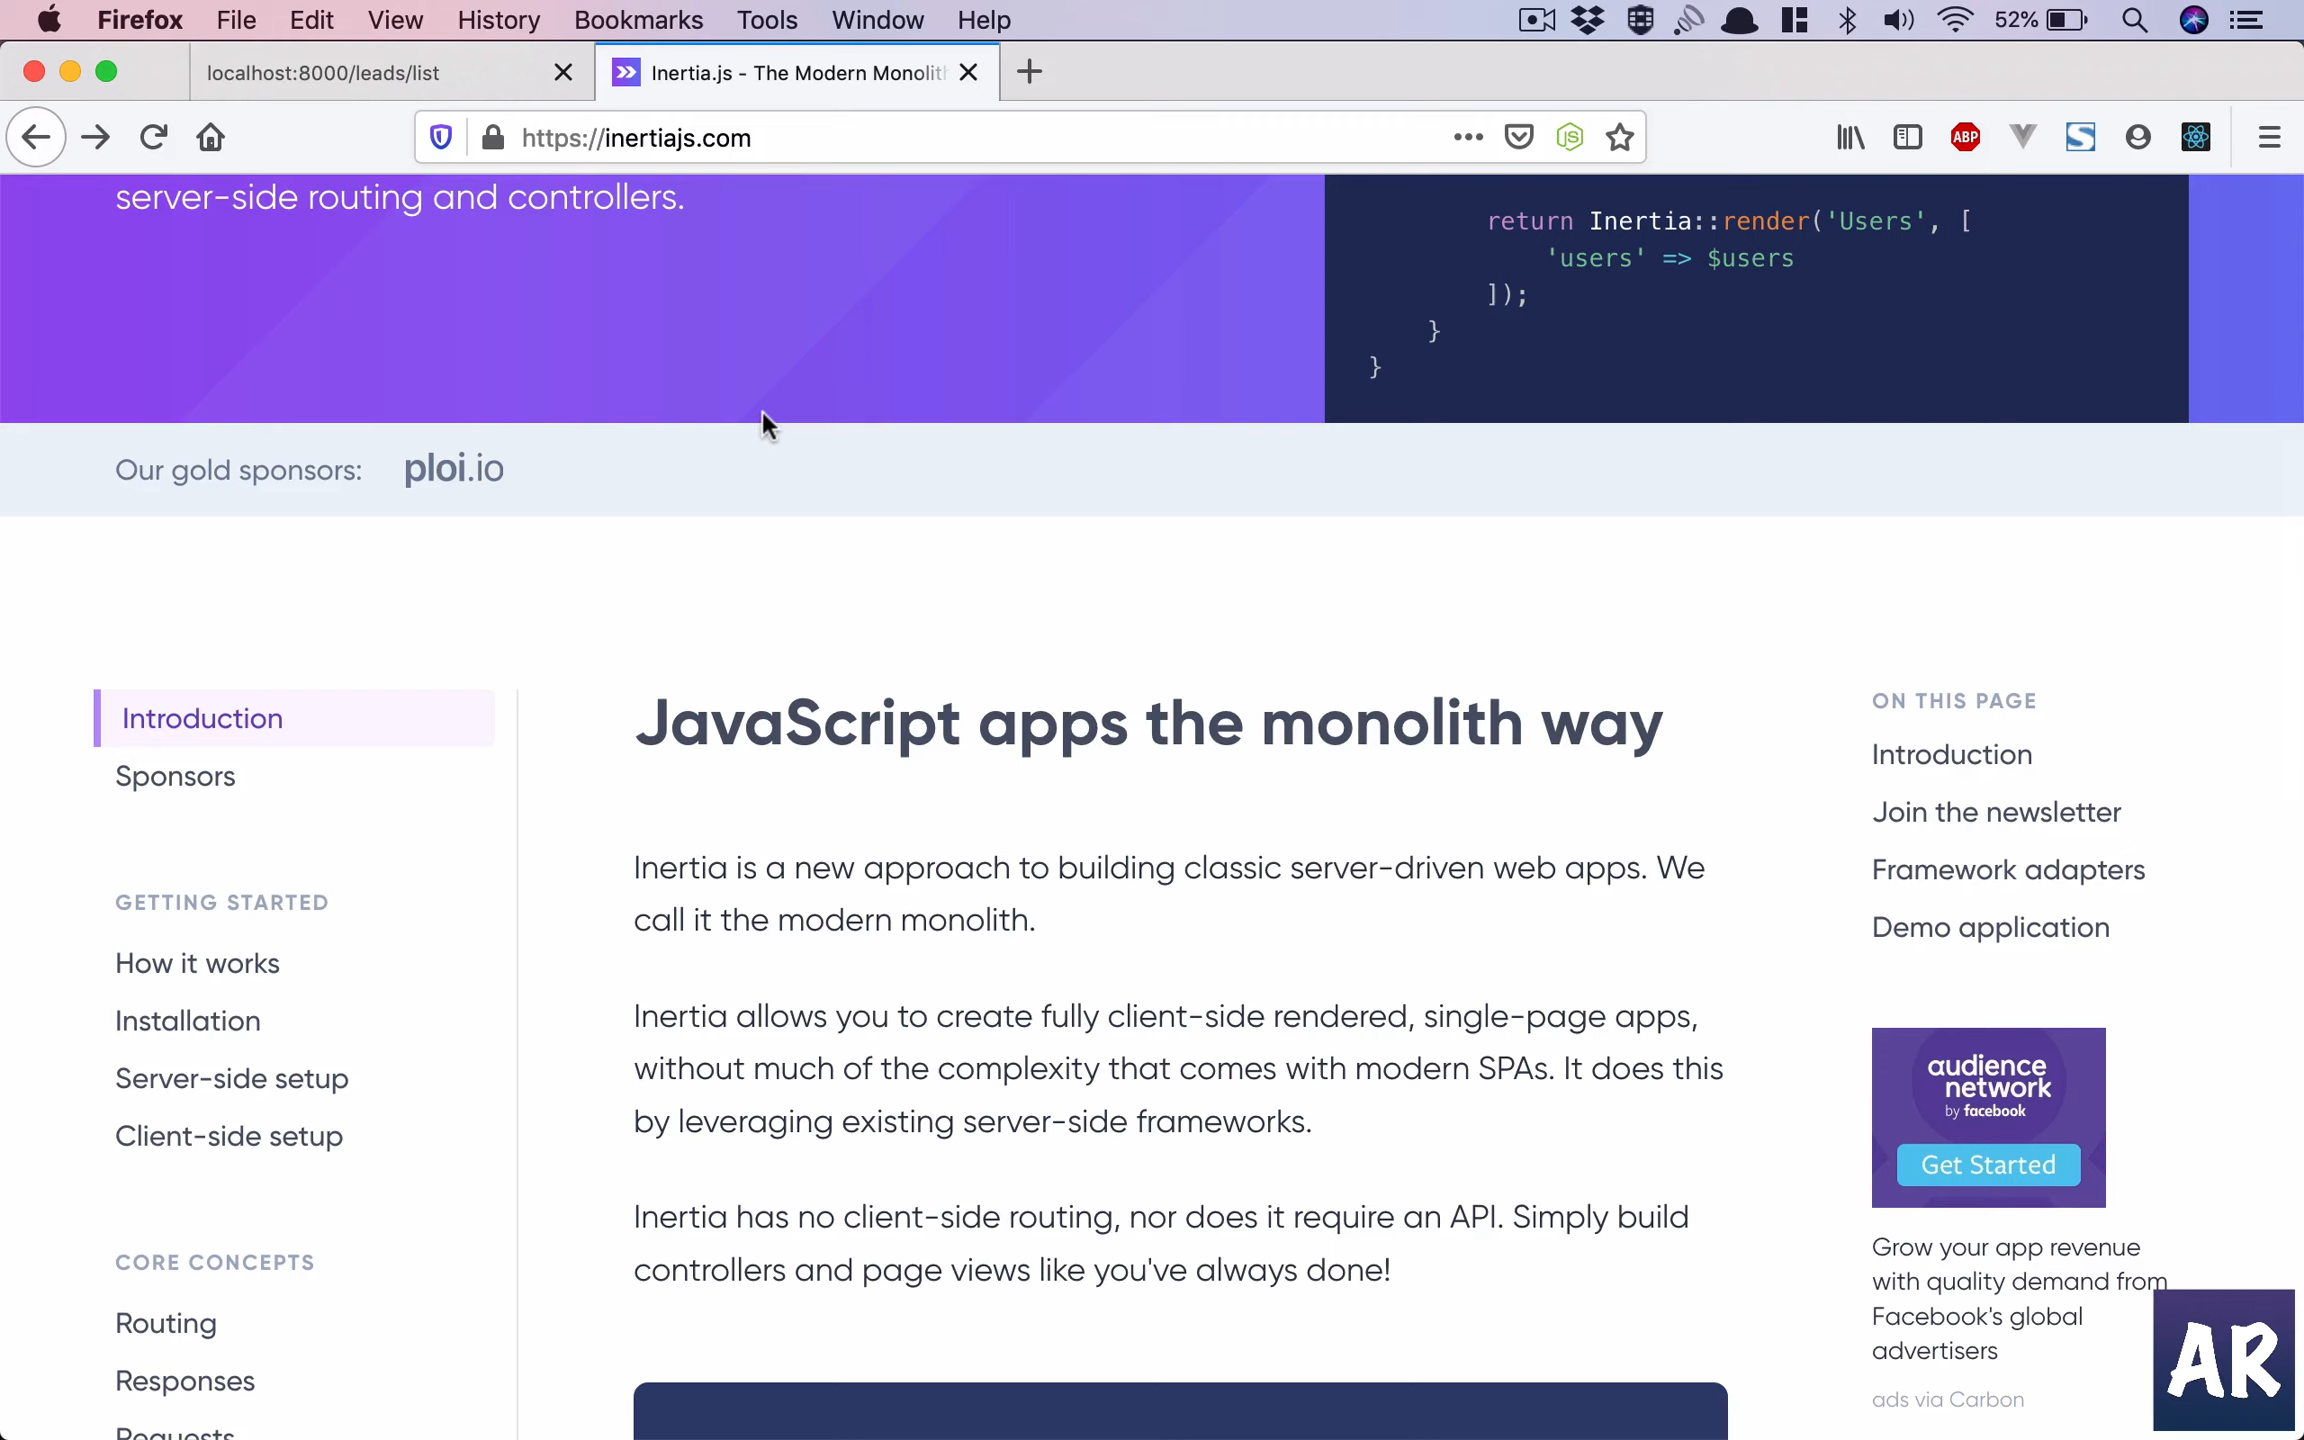 Firefox File Edit View History Bookmarks Tools Window Help 52%
localhost:8000/leads/list
Inertia.js - The Modern Monolith
https://inertiajs.com
ABP
server-side routing and controllers.
return Inertia::render('Users', [
'users' => $users
]);
}
}
Our gold sponsors: ploi.io
Introduction
Sponsors
GETTING STARTED
How it works
Installation
Server-side setup
Client-side setup
CORE CONCEPTS
Routing
Responses
Requests
JavaScript apps the monolith way
Inertia is a new approach to building classic server-driven web apps. We
call it the modern monolith.
Inertia allows you to create fully client-side rendered, single-page apps,
without much of the complexity that comes with modern SPAs. It does this
by leveraging existing server-side frameworks.
Inertia has no client-side routing, nor does it require an API. Simply build
controllers and page views like you've always done!
ON THIS PAGE
Introduction
Join the newsletter
Framework adapters
Demo application
audience
network
by facebook
Get Started
Grow your app revenue
with quality demand from
Facebook's global
advertisers
ads via Carbon
AR